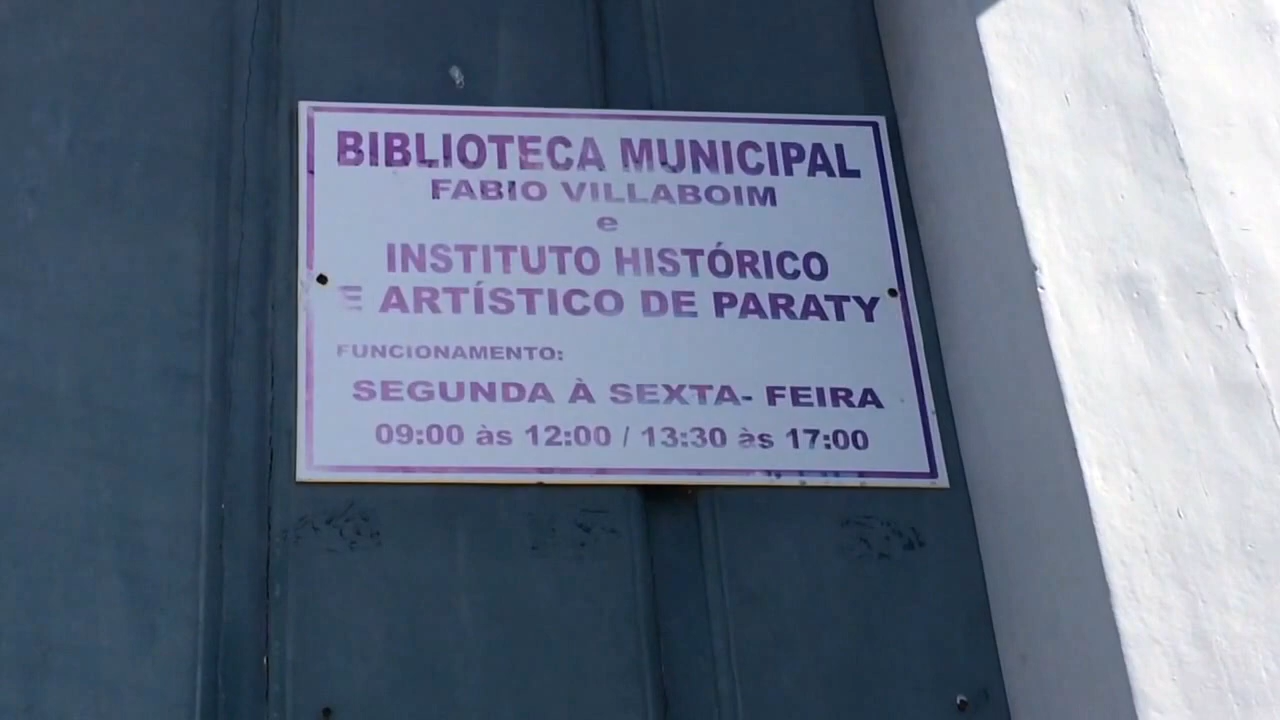 BIBLIOTECA MUNICIPAL
FABIO VILLABOIM
e
INSTITUTO HISTÓRICO
E ARTÍSTICO DE PARATY
FUNCIONAMENTO:
SEGUNDA À SEXTA- FEIRA
09:00 às 12:00 / 13:30 às 17:00